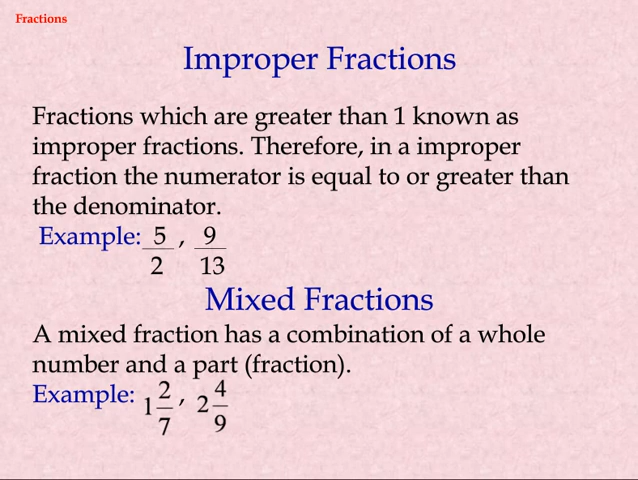 Fractions
Improper Fractions
Fractions which are greater than 1 known as
improper fractions. Therefore, in a improper
fraction the numerator is equal to or greater than
the denominator.
Example: 5/2 , 9/13
Mixed Fractions
A mixed fraction has a combination of a whole
number and a part (fraction).
Example: 1 2/7 , 2 4/9